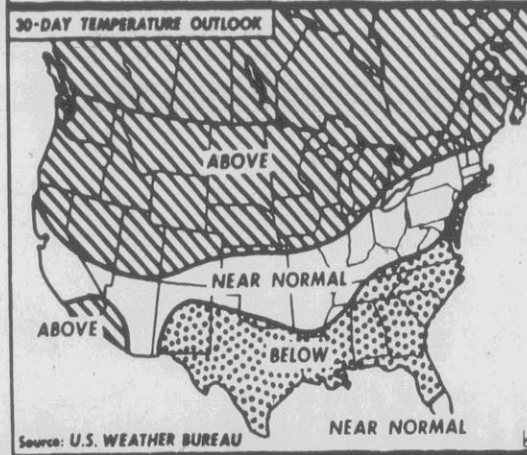 30-DAY TEMPERATURE OUTLOOK
ABOVE
NEAR NORMAL
ABOVE
BELOW
NEAR NORMAL
Source: U.S. WEATHER BUREAU